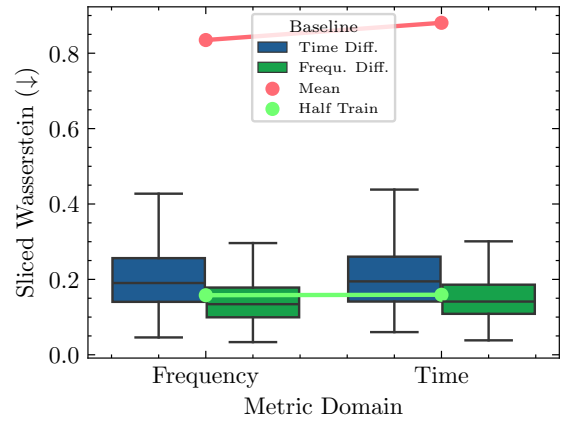 Baseline
Time Diff.
Frequ. Diff.
Mean
Half Train
Sliced Wasserstein (↓)
0.8
0.6
0.4
0.2
0.0
Frequency
Time
Metric Domain